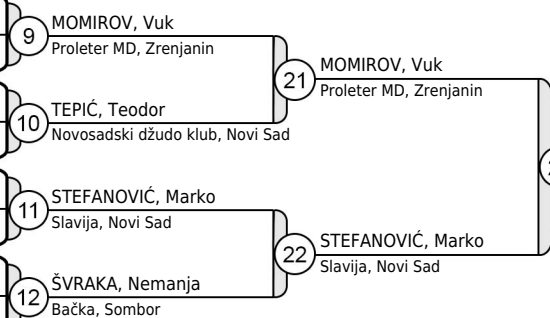 9
MOMIROV, Vuk
Proleter MD, Zrenjanin
10
TEPIĆ, Teodor
Novosadski džudo klub, Novi Sad
21
MOMIROV, Vuk
Proleter MD, Zrenjanin
11
STEFANOVIĆ, Marko
Slavija, Novi Sad
12
ŠVRAKA, Nemanja
Bačka, Sombor
22
STEFANOVIĆ, Marko
Slavija, Novi Sad